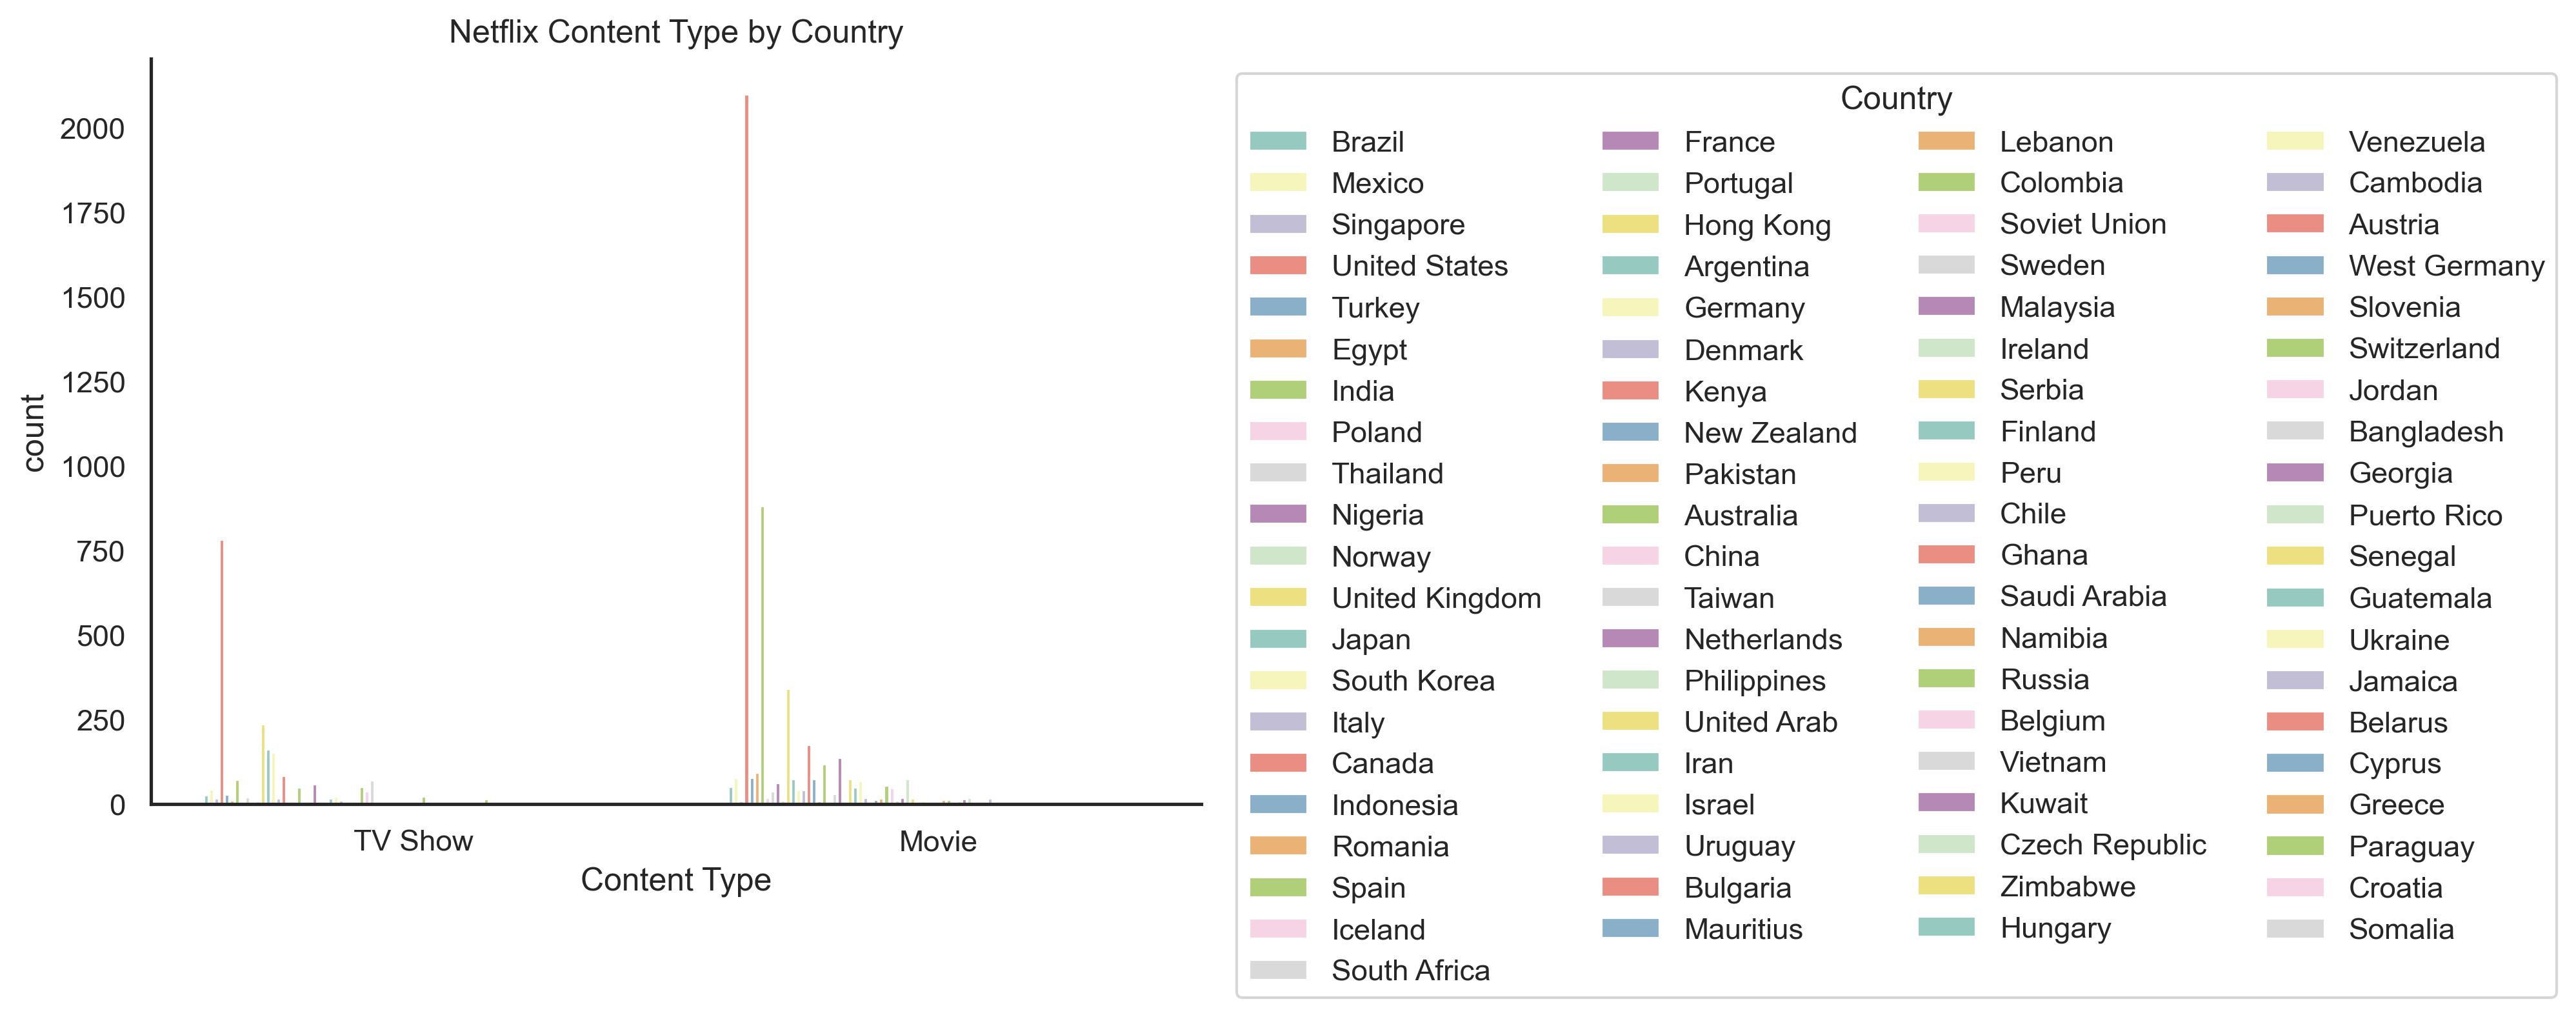 Netflix Content Type by Country
count
2000
1750
1500
1250
1000
750
500
250
0
TV Show
Movie
Content Type
Country
Brazil
Mexico
Singapore
United States
Turkey
Egypt
India
Poland
Thailand
Nigeria
Norway
United Kingdom
Japan
South Korea
Italy
Canada
Indonesia
Romania
Spain
Iceland
South Africa
France
Portugal
Hong Kong
Argentina
Germany
Denmark
Kenya
New Zealand
Pakistan
Australia
China
Taiwan
Netherlands
Philippines
United Arab
Iran
Israel
Uruguay
Bulgaria
Mauritius
Lebanon
Colombia
Soviet Union
Sweden
Malaysia
Ireland
Serbia
Finland
Peru
Chile
Ghana
Saudi Arabia
Namibia
Russia
Belgium
Vietnam
Kuwait
Czech Republic
Zimbabwe
Hungary
Venezuela
Cambodia
Austria
West Germany
Slovenia
Switzerland
Jordan
Bangladesh
Georgia
Puerto Rico
Senegal
Guatemala
Ukraine
Jamaica
Belarus
Cyprus
Greece
Paraguay
Croatia
Somalia